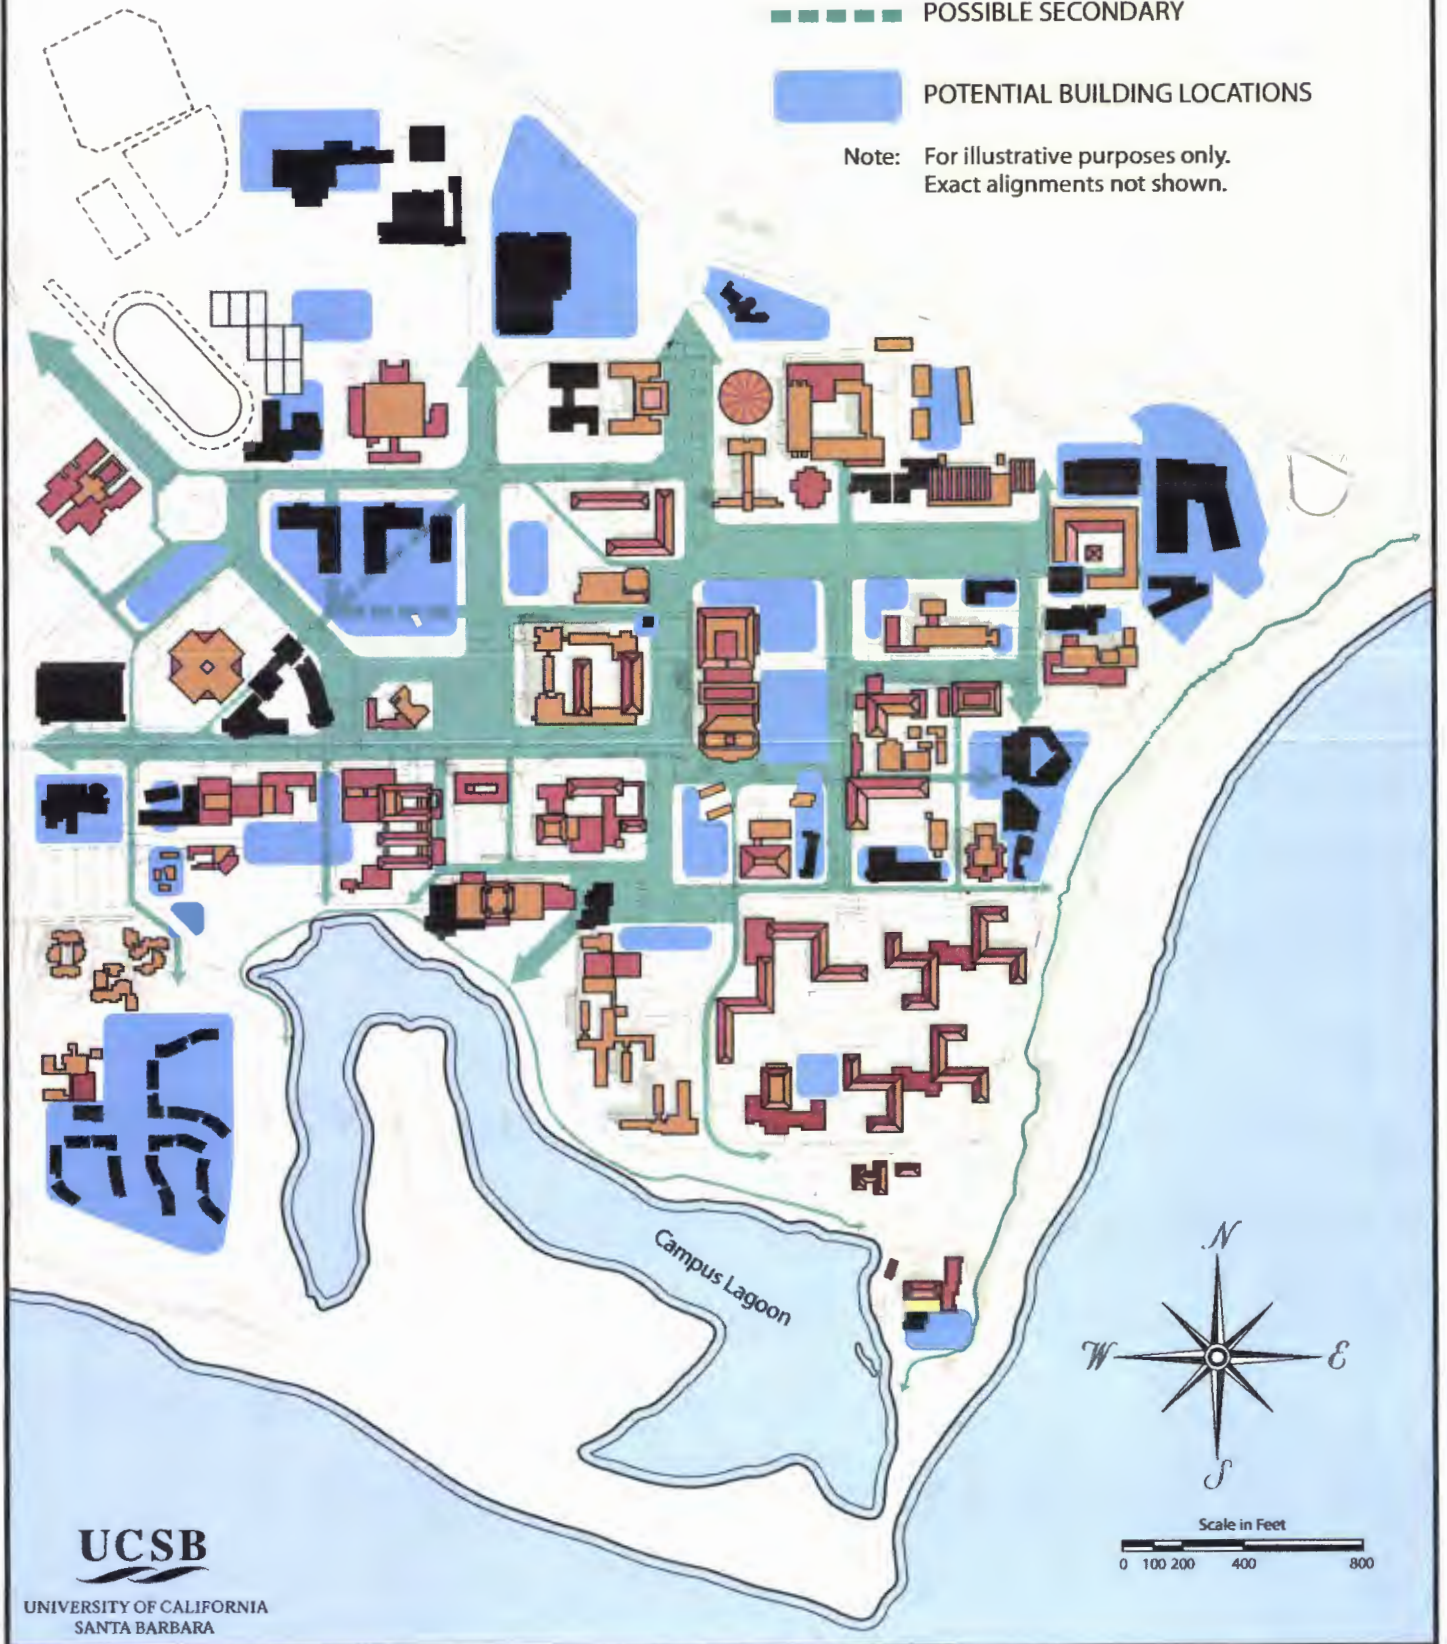 POSSIBLE SECONDARY
POTENTIAL BUILDING LOCATIONS
Note: For illustrative purposes only.
Exact alignments not shown.
Campus Lagoon
N
W
E
S
Scale in Feet
0 100 200 400 800
UCSB
UNIVERSITY OF CALIFORNIA
SANTA BARBARA